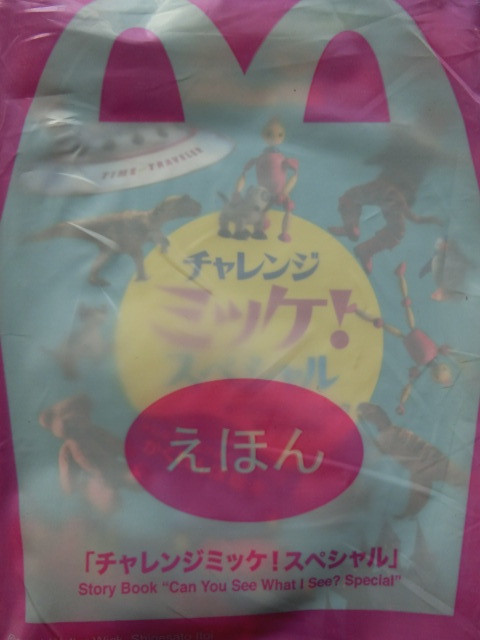 TIME-TRAVELER
チャレンジ
ミッケ!
スペシャル
えほん
「チャレンジミッケ!スペシャル」
Story Book "Can You See What I See? Special"